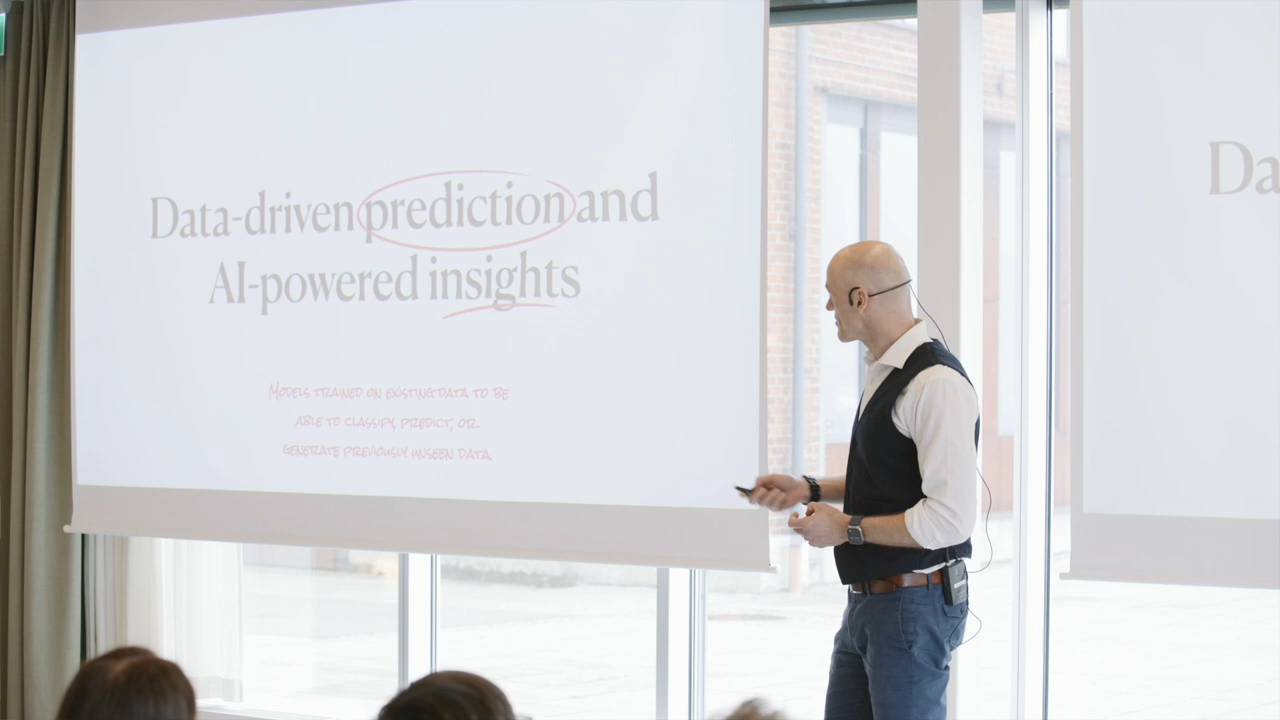 Data-driven prediction and
AI-powered insights
MODELS TRAINED ON EXISTING DATA TO BE
ABLE TO CLASSIFY, PREDICT, OR
GENERATE PREVIOUSLY UNSEEN DATA.
Da